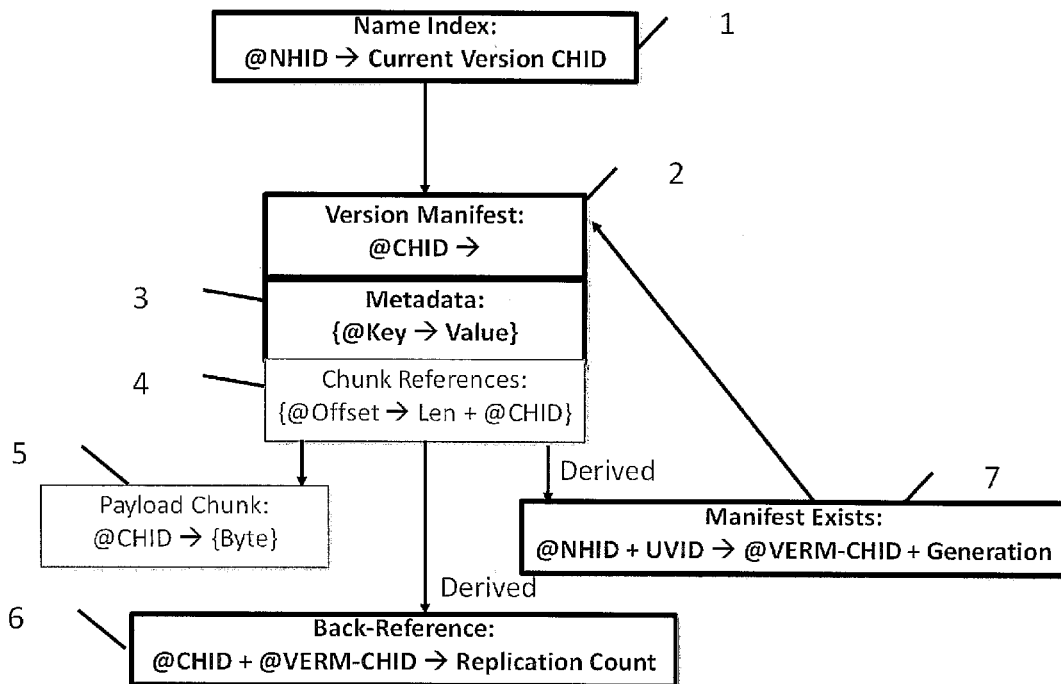 Name Index:
@NHID → Current Version CHID
1
2
Version Manifest:
@CHID →
3
Metadata:
{@Key → Value}
4
Chunk References:
{@Offset → Len + @CHID}
5
Derived
7
Payload Chunk:
@CHID → {Byte}
Manifest Exists:
@NHID + UVID → @VERM-CHID + Generation
Derived
6
Back-Reference:
@CHID + @VERM-CHID → Replication Count